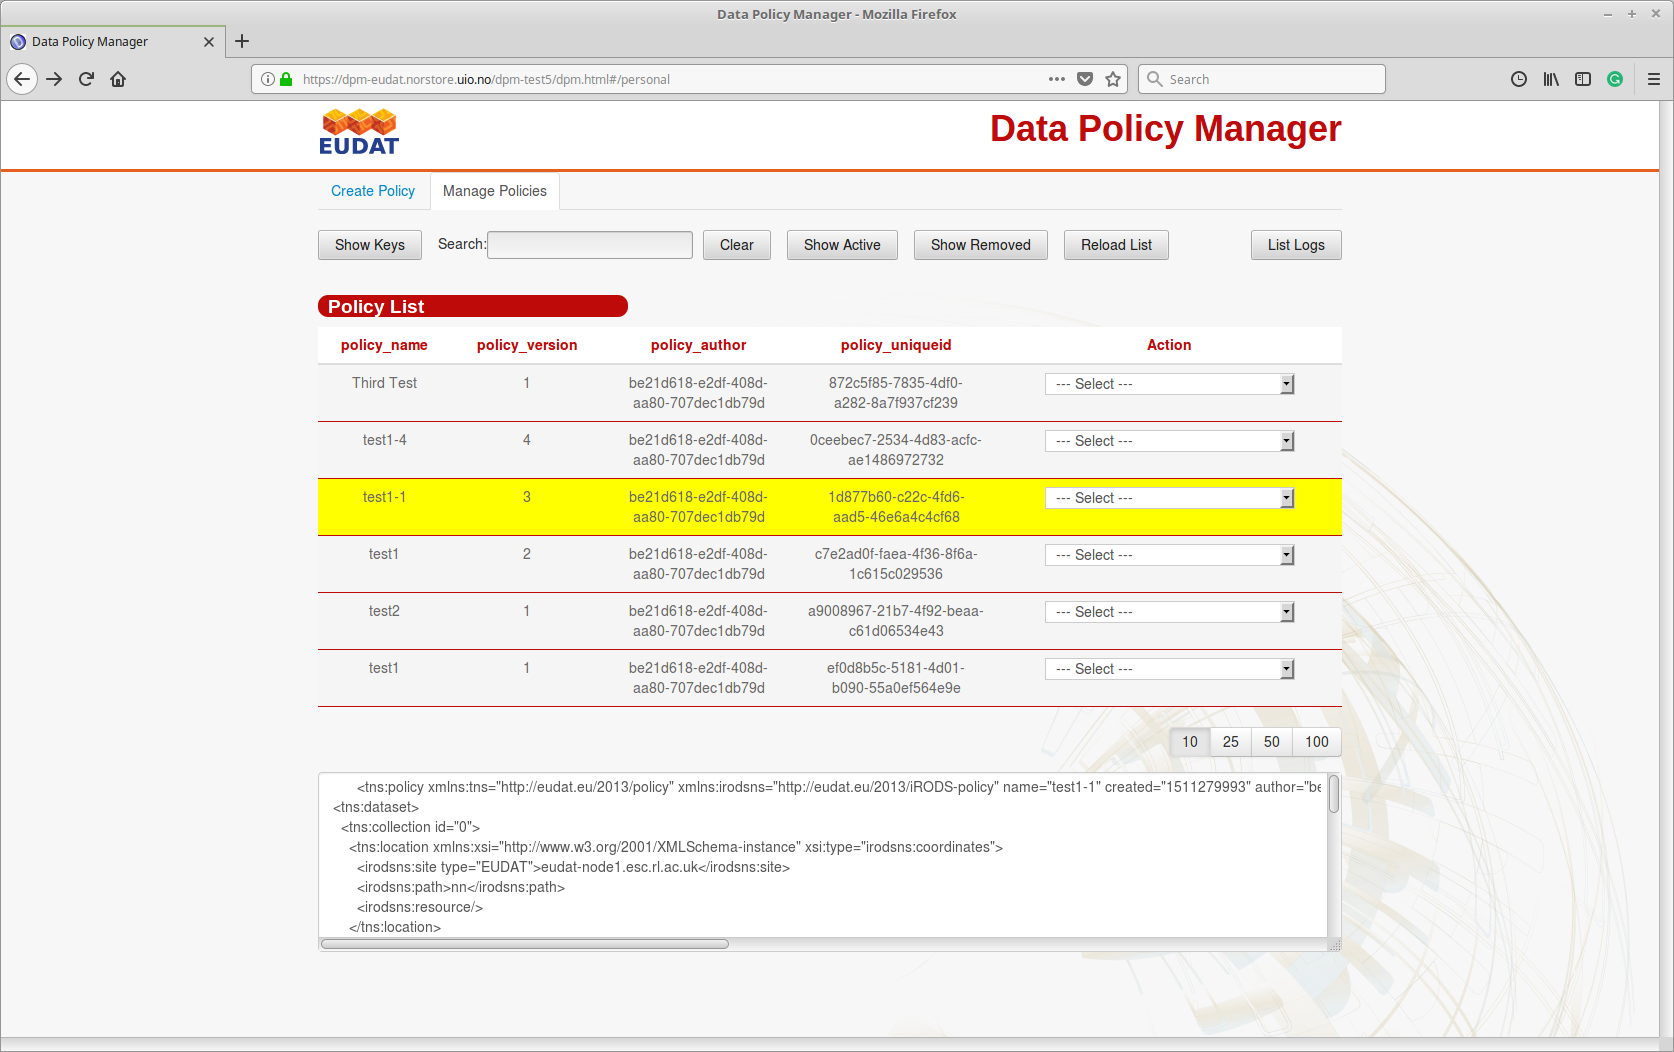 Data Policy Manager - Mozilla Firefox
Data Policy Manager
https://dpm-eudat.norstore.uio.no/dpm-test5/dpm.html#/personal
Search
EUDAT
Data Policy Manager
Create Policy
Manage Policies
Show Keys
Search:
Clear
Show Active
Show Removed
Reload List
List Logs
Policy List
policy_name policy_version policy_author policy_uniqueid Action
Third Test 1 be21d618-e2df-408d- 872c5f85-7835-4df0- --- Select ---
aa80-707dec1db79d a282-8a7f937cf239
test1-4 4 be21d618-e2df-408d- 0ceebec7-2534-4d83-acfc- --- Select ---
aa80-707dec1db79d ae1486972732
test1-1 3 be21d618-e2df-408d- 1d877b60-c22c-4fd6- --- Select ---
aa80-707dec1db79d aad5-46e6a4c4cf68
test1 2 be21d618-e2df-408d- c7e2ad0f-faea-4f36-8f6a- --- Select ---
aa80-707dec1db79d 1c615c029536
test2 1 be21d618-e2df-408d- a9008967-21b7-4f92-beaa- --- Select ---
aa80-707dec1db79d c61d06534e43
test1 1 be21d618-e2df-408d- ef0d8b5c-5181-4d01- --- Select ---
aa80-707dec1db79d b090-55a0ef564e9e
10 25 50 100
<tns:policy xmlns:tns="http://eudat.eu/2013/policy" xmlns:irodsns="http://eudat.eu/2013/iRODS-policy" name="test1-1" created="1511279993" author="be
<tns:dataset>
<tns:collection id="0">
<tns:location xmlns:xsi="http://www.w3.org/2001/XMLSchema-instance" xsi:type="irodsns:coordinates">
<irodsns:site type="EUDAT">eudat-node1.esc.rl.ac.uk</irodsns:site>
<irodsns:path>nn</irodsns:path>
<irodsns:resource/>
</tns:location>